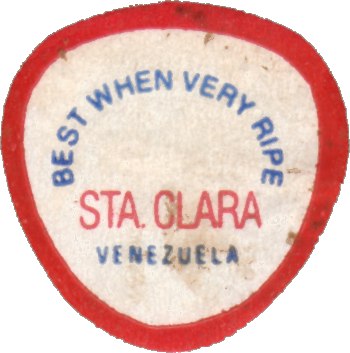 BEST WHEN VERY RIPE
STA. CLARA
VENEZUELA